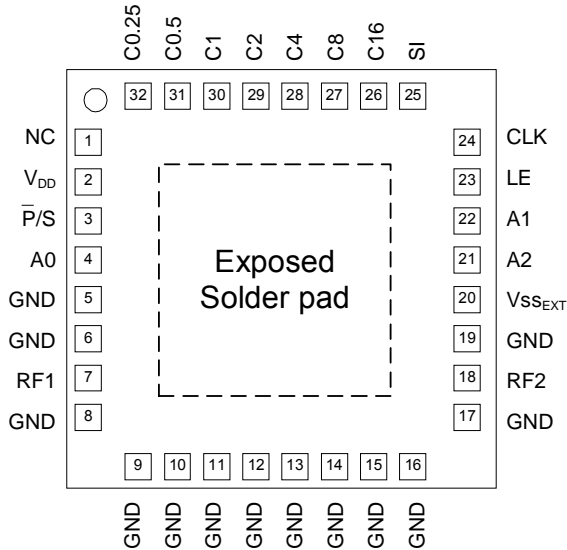 C0.25 C0.5 C1 C2 C4 C8 C16 SI
32 31 30 29 28 27 26 25
NC 1 24 CLK
VDD 2 23 LE
P̅/S 3 22 A1
A0 4 21 A2
GND 5 20 VssEXT
GND 6 19 GND
RF1 7 18 RF2
GND 8 17 GND
Exposed
Solder pad
9 10 11 12 13 14 15 16
GND GND GND GND GND GND GND GND